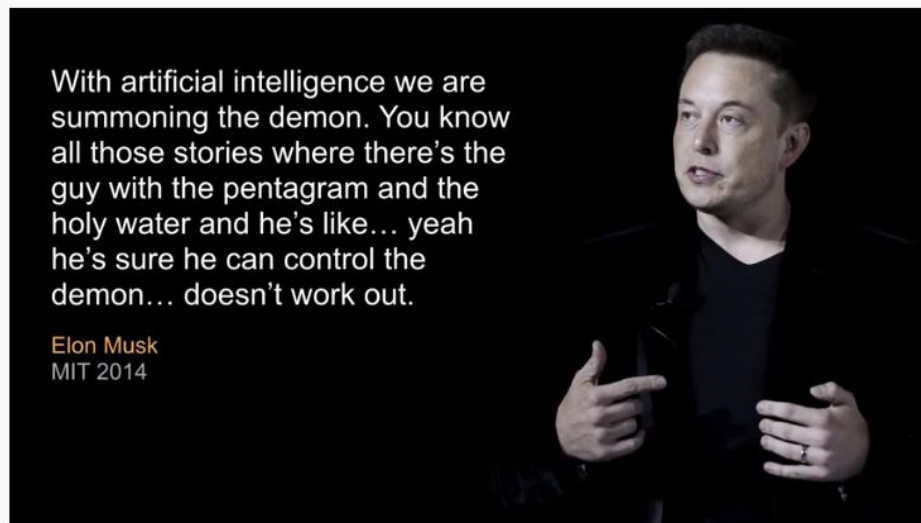 With artificial intelligence we are
summoning the demon. You know
all those stories where there’s the
guy with the pentagram and the
holy water and he’s like… yeah
he’s sure he can control the
demon… doesn’t work out.
Elon Musk
MIT 2014